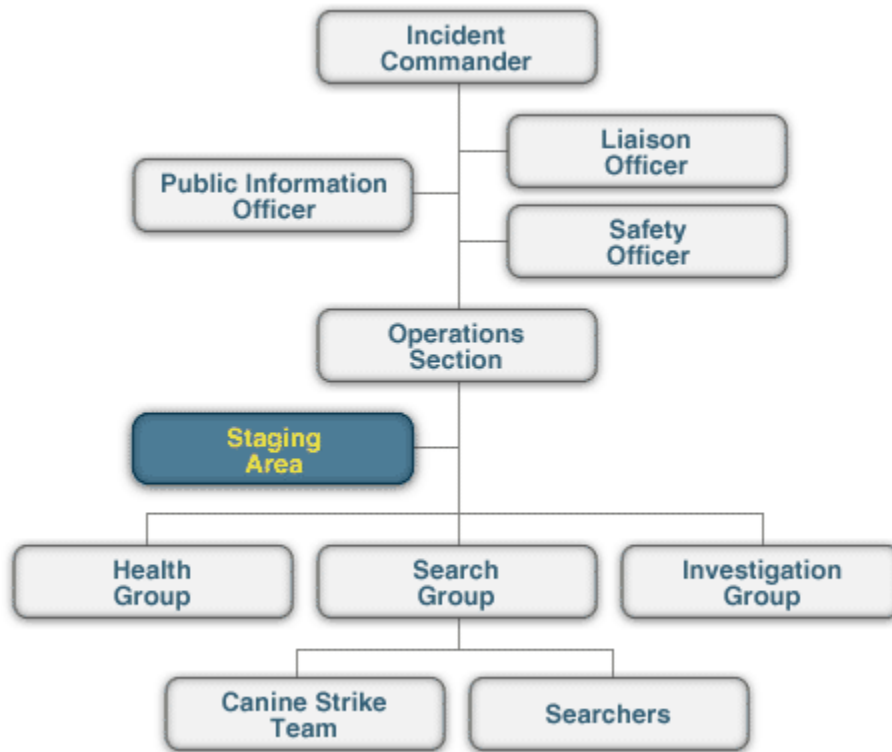 Incident
Commander
Liaison
Officer
Public Information
Officer
Safety
Officer
Operations
Section
Staging
Area
Health
Group
Search
Group
Investigation
Group
Canine Strike
Team
Searchers